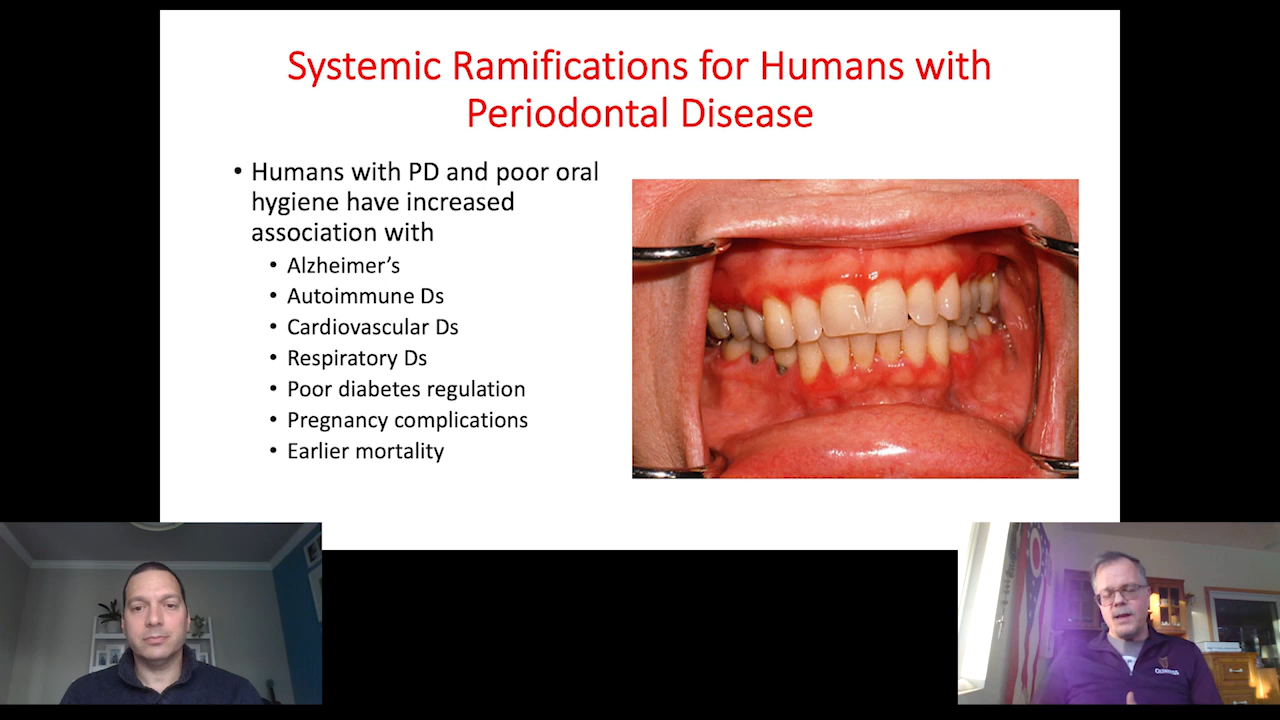 Systemic Ramifications for Humans with
Periodontal Disease
• Humans with PD and poor oral
hygiene have increased
association with
• Alzheimer’s
• Autoimmune Ds
• Cardiovascular Ds
• Respiratory Ds
• Poor diabetes regulation
• Pregnancy complications
• Earlier mortality
GUINNESS